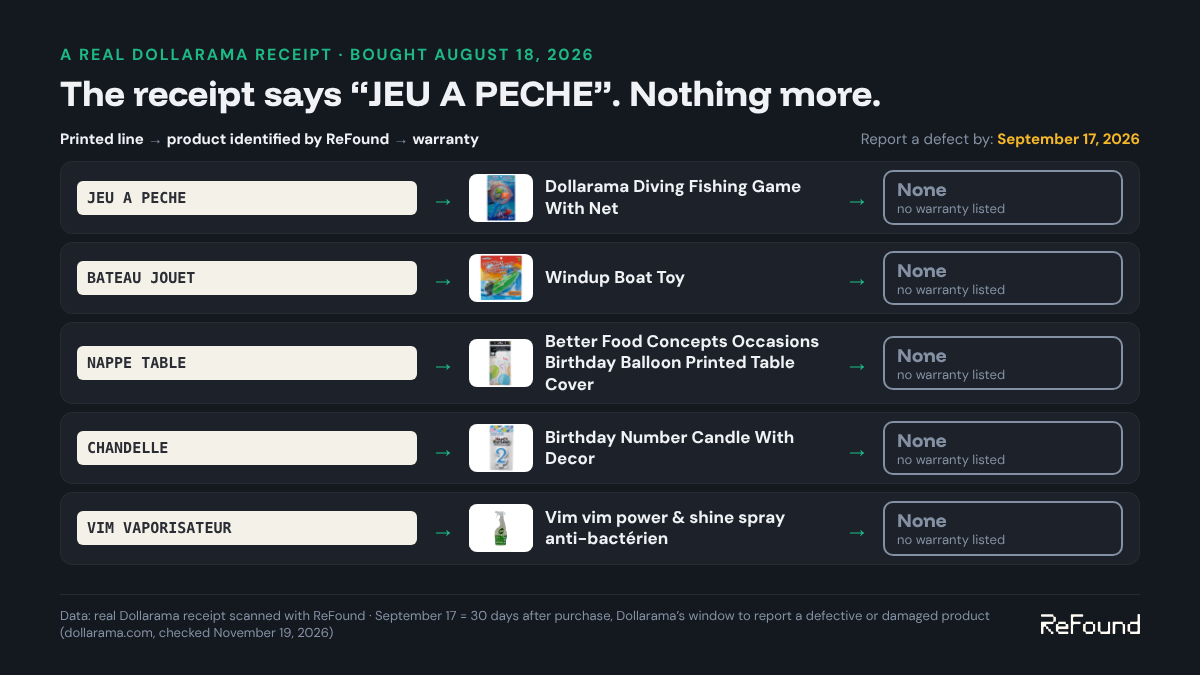 A REAL DOLLARAMA RECEIPT · BOUGHT AUGUST 18, 2026
The receipt says “JEU A PECHE”. Nothing more.
Printed line → product identified by ReFound → warranty
Report a defect by: September 17, 2026
JEU A PECHE
→
Dollarama Diving Fishing Game
With Net
→
None
no warranty listed
BATEAU JOUET
→
Windup Boat Toy
→
None
no warranty listed
NAPPE TABLE
→
Better Food Concepts Occasions
Birthday Balloon Printed Table
Cover
→
None
no warranty listed
CHANDELLE
→
Birthday Number Candle With
Decor
→
None
no warranty listed
VIM VAPORISATEUR
→
Vim vim power & shine spray
anti-bactérien
→
None
no warranty listed
Data: real Dollarama receipt scanned with ReFound · September 17 = 30 days after purchase, Dollarama’s window to report a defective or damaged product
(dollarama.com, checked November 19, 2026)
ReFound